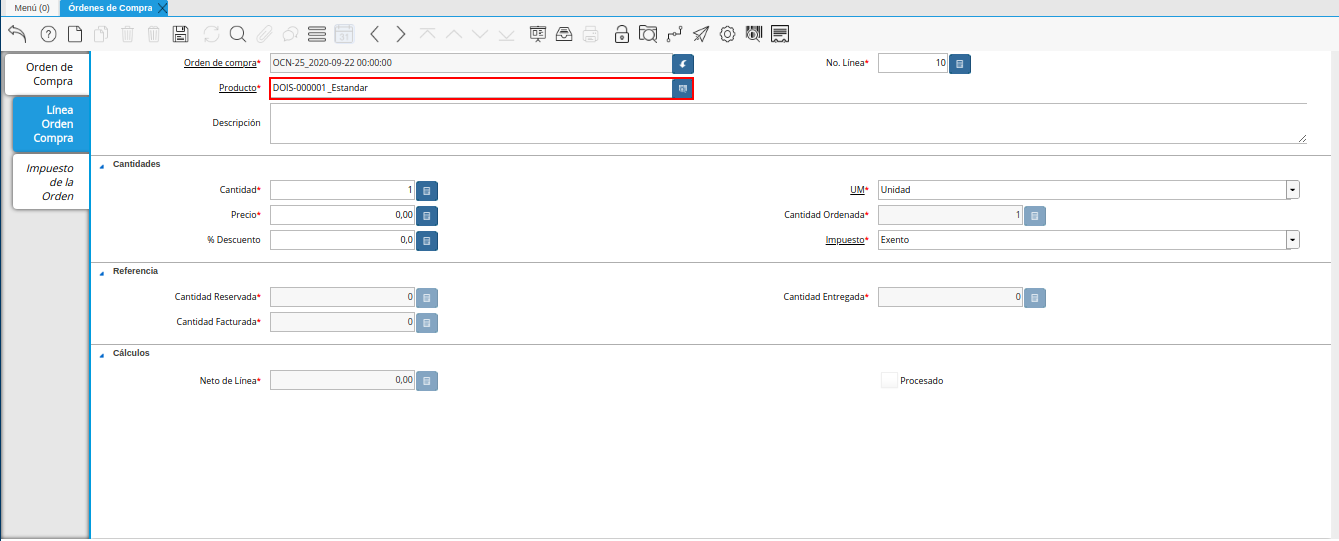 Menú (0) Órdenes de Compra
31
Orden de
Compra
Línea
Orden
Compra
Impuesto
de la
Orden
Orden de compra* OCN-25_2020-09-22 00:00:00 No. Línea* 10
Producto* DOIS-000001_Estandar
Descripción
Cantidades
Cantidad* 1 UM* Unidad
Precio* 0,00 Cantidad Ordenada* 1
% Descuento 0,0 Impuesto* Exento
Referencia
Cantidad Reservada* 0 Cantidad Entregada* 0
Cantidad Facturada* 0
Cálculos
Neto de Línea* 0,00 Procesado